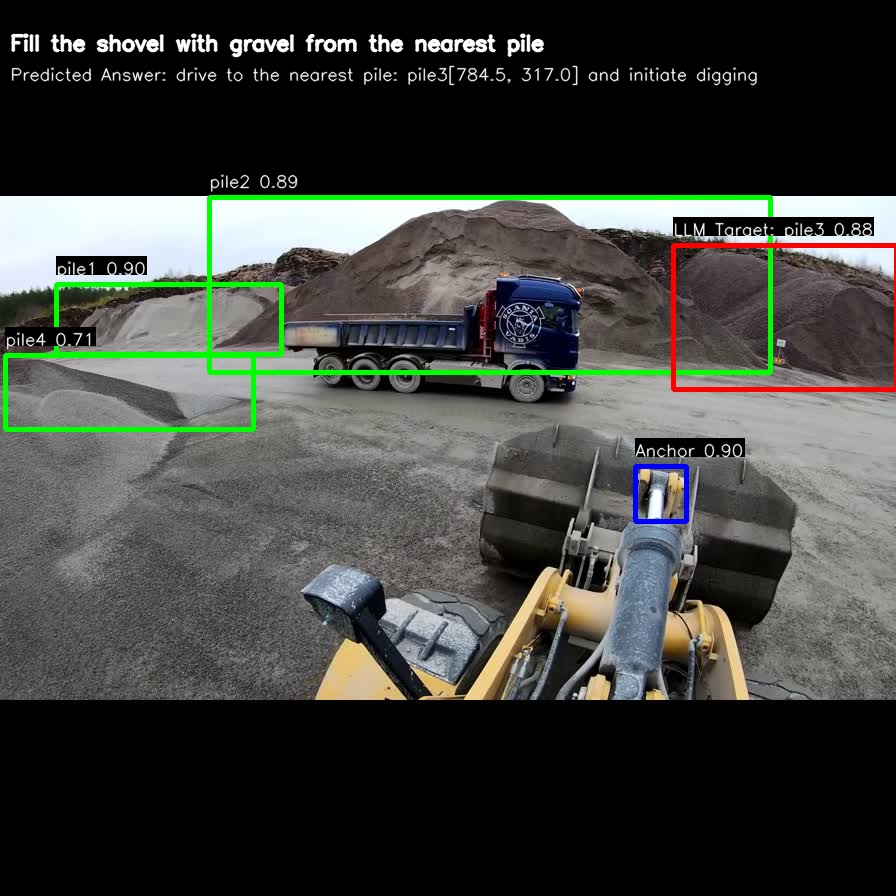 Fill the shovel with gravel from the nearest pile
Predicted Answer: drive to the nearest pile: pile3[784.5, 317.0] and initiate digging
pile2 0.89
LLM Target: pile3 0.88
pile1 0.90
SCANIA
VABIS
pile4 0.71
Anchor 0.90